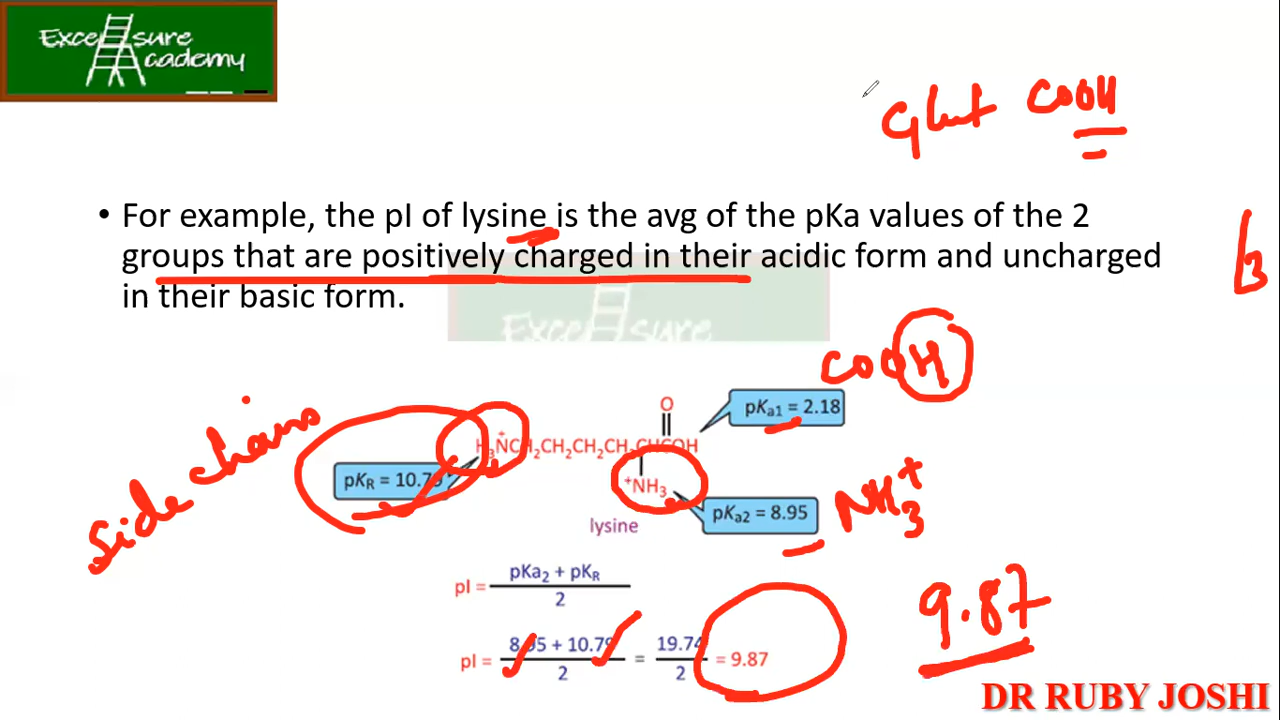 Excelsure
Academy
Glut COOH
• For example, the pI of lysine is the avg of the pKa values of the 2
groups that are positively charged in their acidic form and uncharged
in their basic form.
Excelsure
COOH
pKa1 = 2.18
O
H3N+CH2CH2CH2CH2CHCOH
side chains
pKR = 10.79
+NH3
pKa2 = 8.95
NH3+
lysine
pI = pKa2 + pKR / 2
pI = 8.95 + 10.79 / 2 = 19.74 / 2 = 9.87
9.87
DR RUBY JOSHI